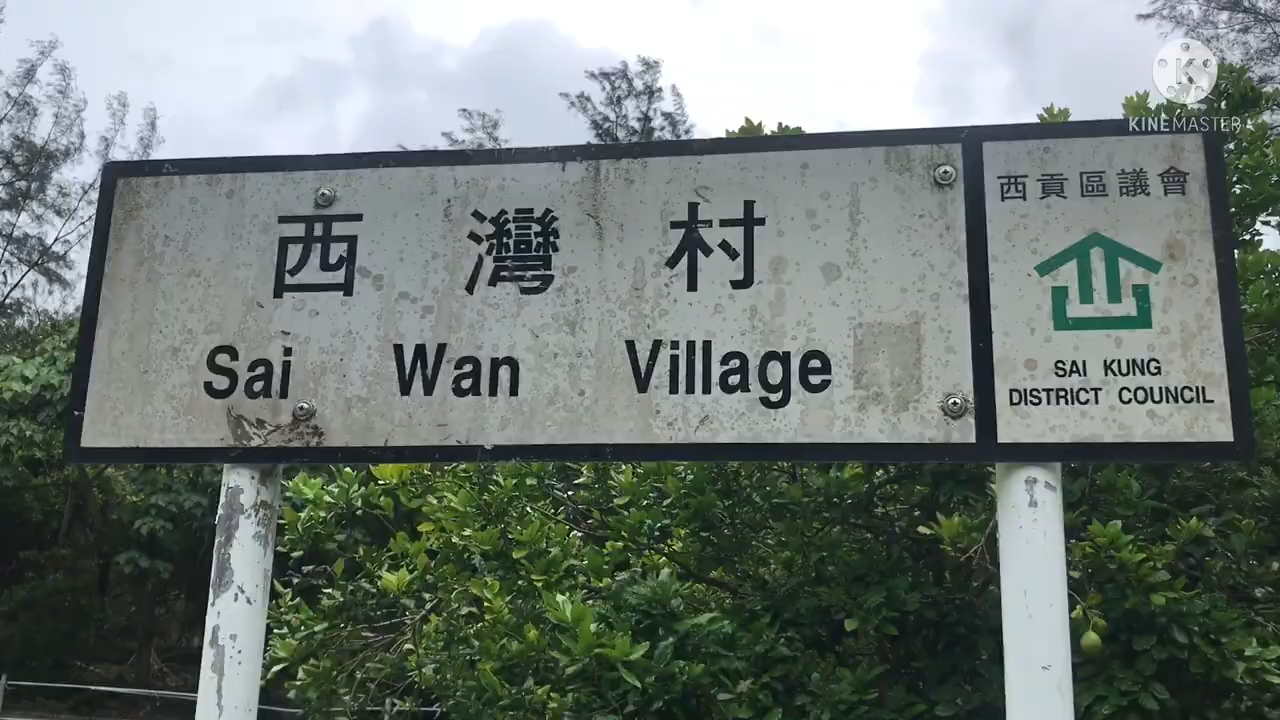 西灣村
Sai Wan Village
西貢區議會
SAI KUNG
DISTRICT COUNCIL
KINEMASTER